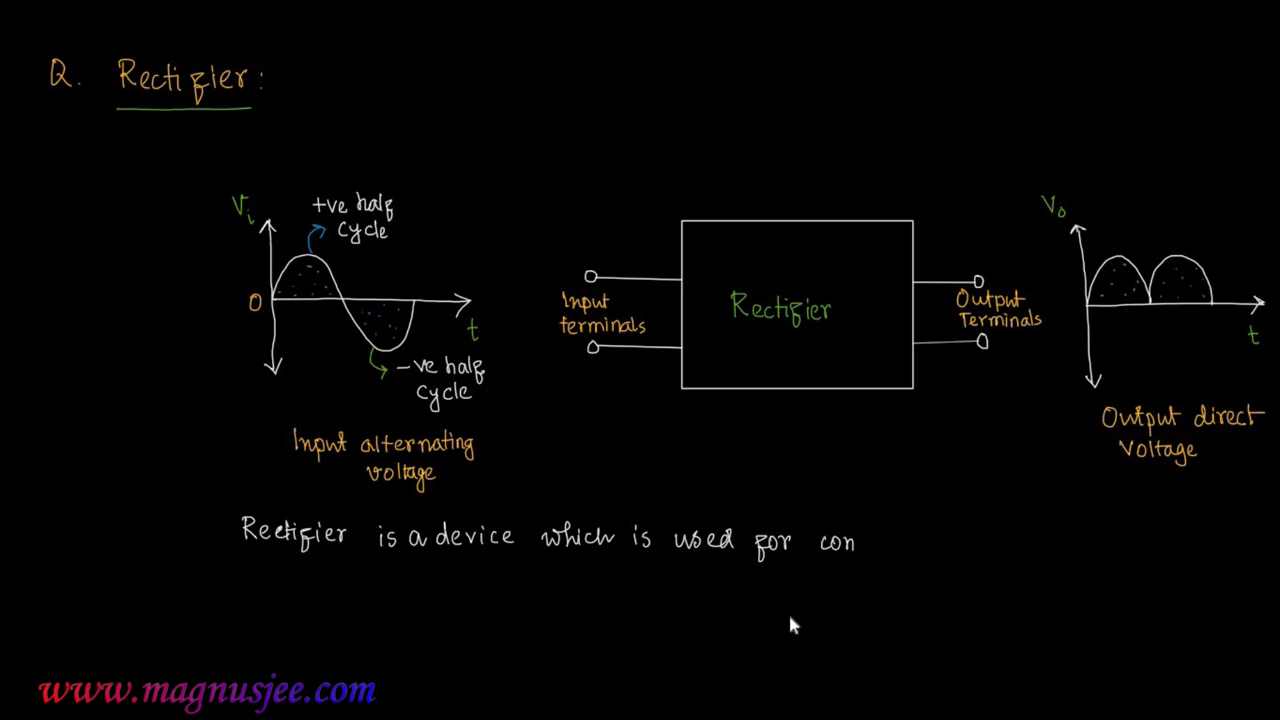 Q. Rectifier:
Vi
+ve half
cycle
O
t
-ve half
cycle
Input alternating
voltage
Input
terminals
Rectifier
Output
Terminals
Vo
t
Output direct
Voltage
Rectifier is a device which is used for con
www.magnusjee.com